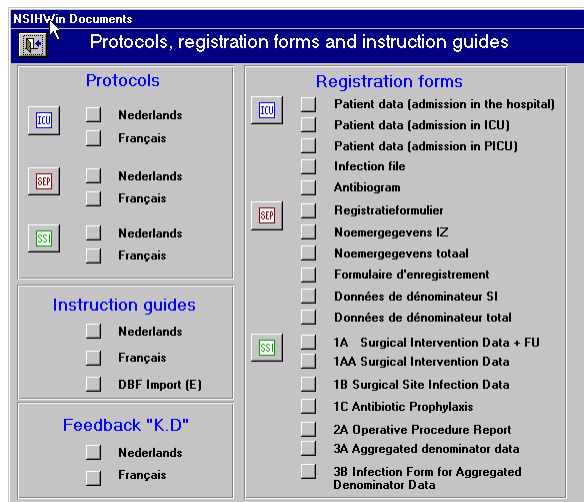 NSIHWin Documents
Protocols, registration forms and instruction guides
Protocols
ICU
Nederlands
Français
SEP
Nederlands
Français
SSI
Nederlands
Français
Instruction guides
Nederlands
Français
DBF Import (E)
Feedback "K.D"
Nederlands
Français
Registration forms
ICU
Patient data (admission in the hospital)
Patient data (admission in ICU)
Patient data (admission in PICU)
Infection file
Antibiogram
SEP
Registratieformulier
Noemergegevens IZ
Noemergegevens totaal
Formulaire d'enregistrement
Données de dénominateur SI
Données de dénominateur total
SSI
1A Surgical Intervention Data + FU
1AA Surgical Intervention Data
1B Surgical Site Infection Data
1C Antibiotic Prophylaxis
2A Operative Procedure Report
3A Aggregated denominator data
3B Infection Form for Aggregated
Denominator Data